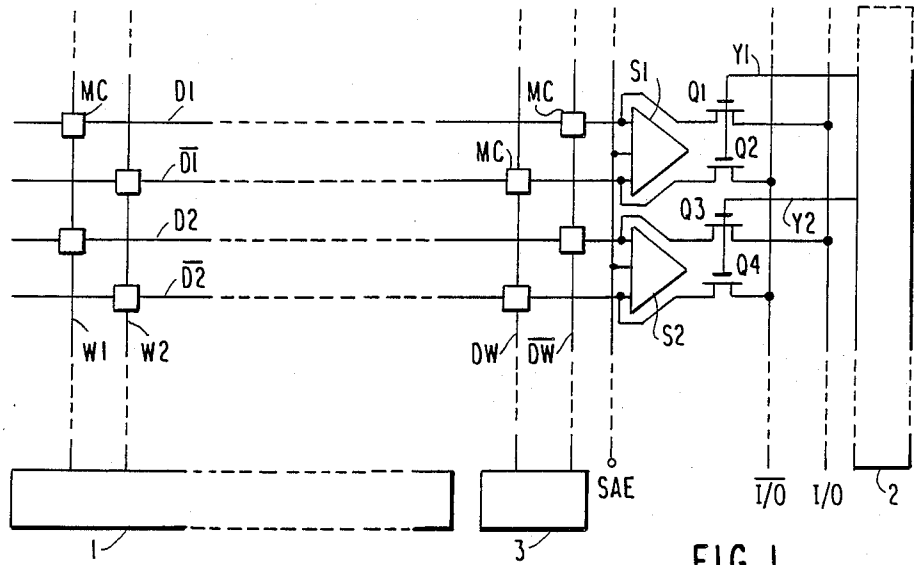 Y1
S1
MC D1 MC Q1
D̅1̅ MC Q2
D2 Q3 Y2
D̅2̅ Q4
W1 W2 DW D̅W̅ S2
SAE I̅/̅O̅ I/O 2
1 3
FIG. 1